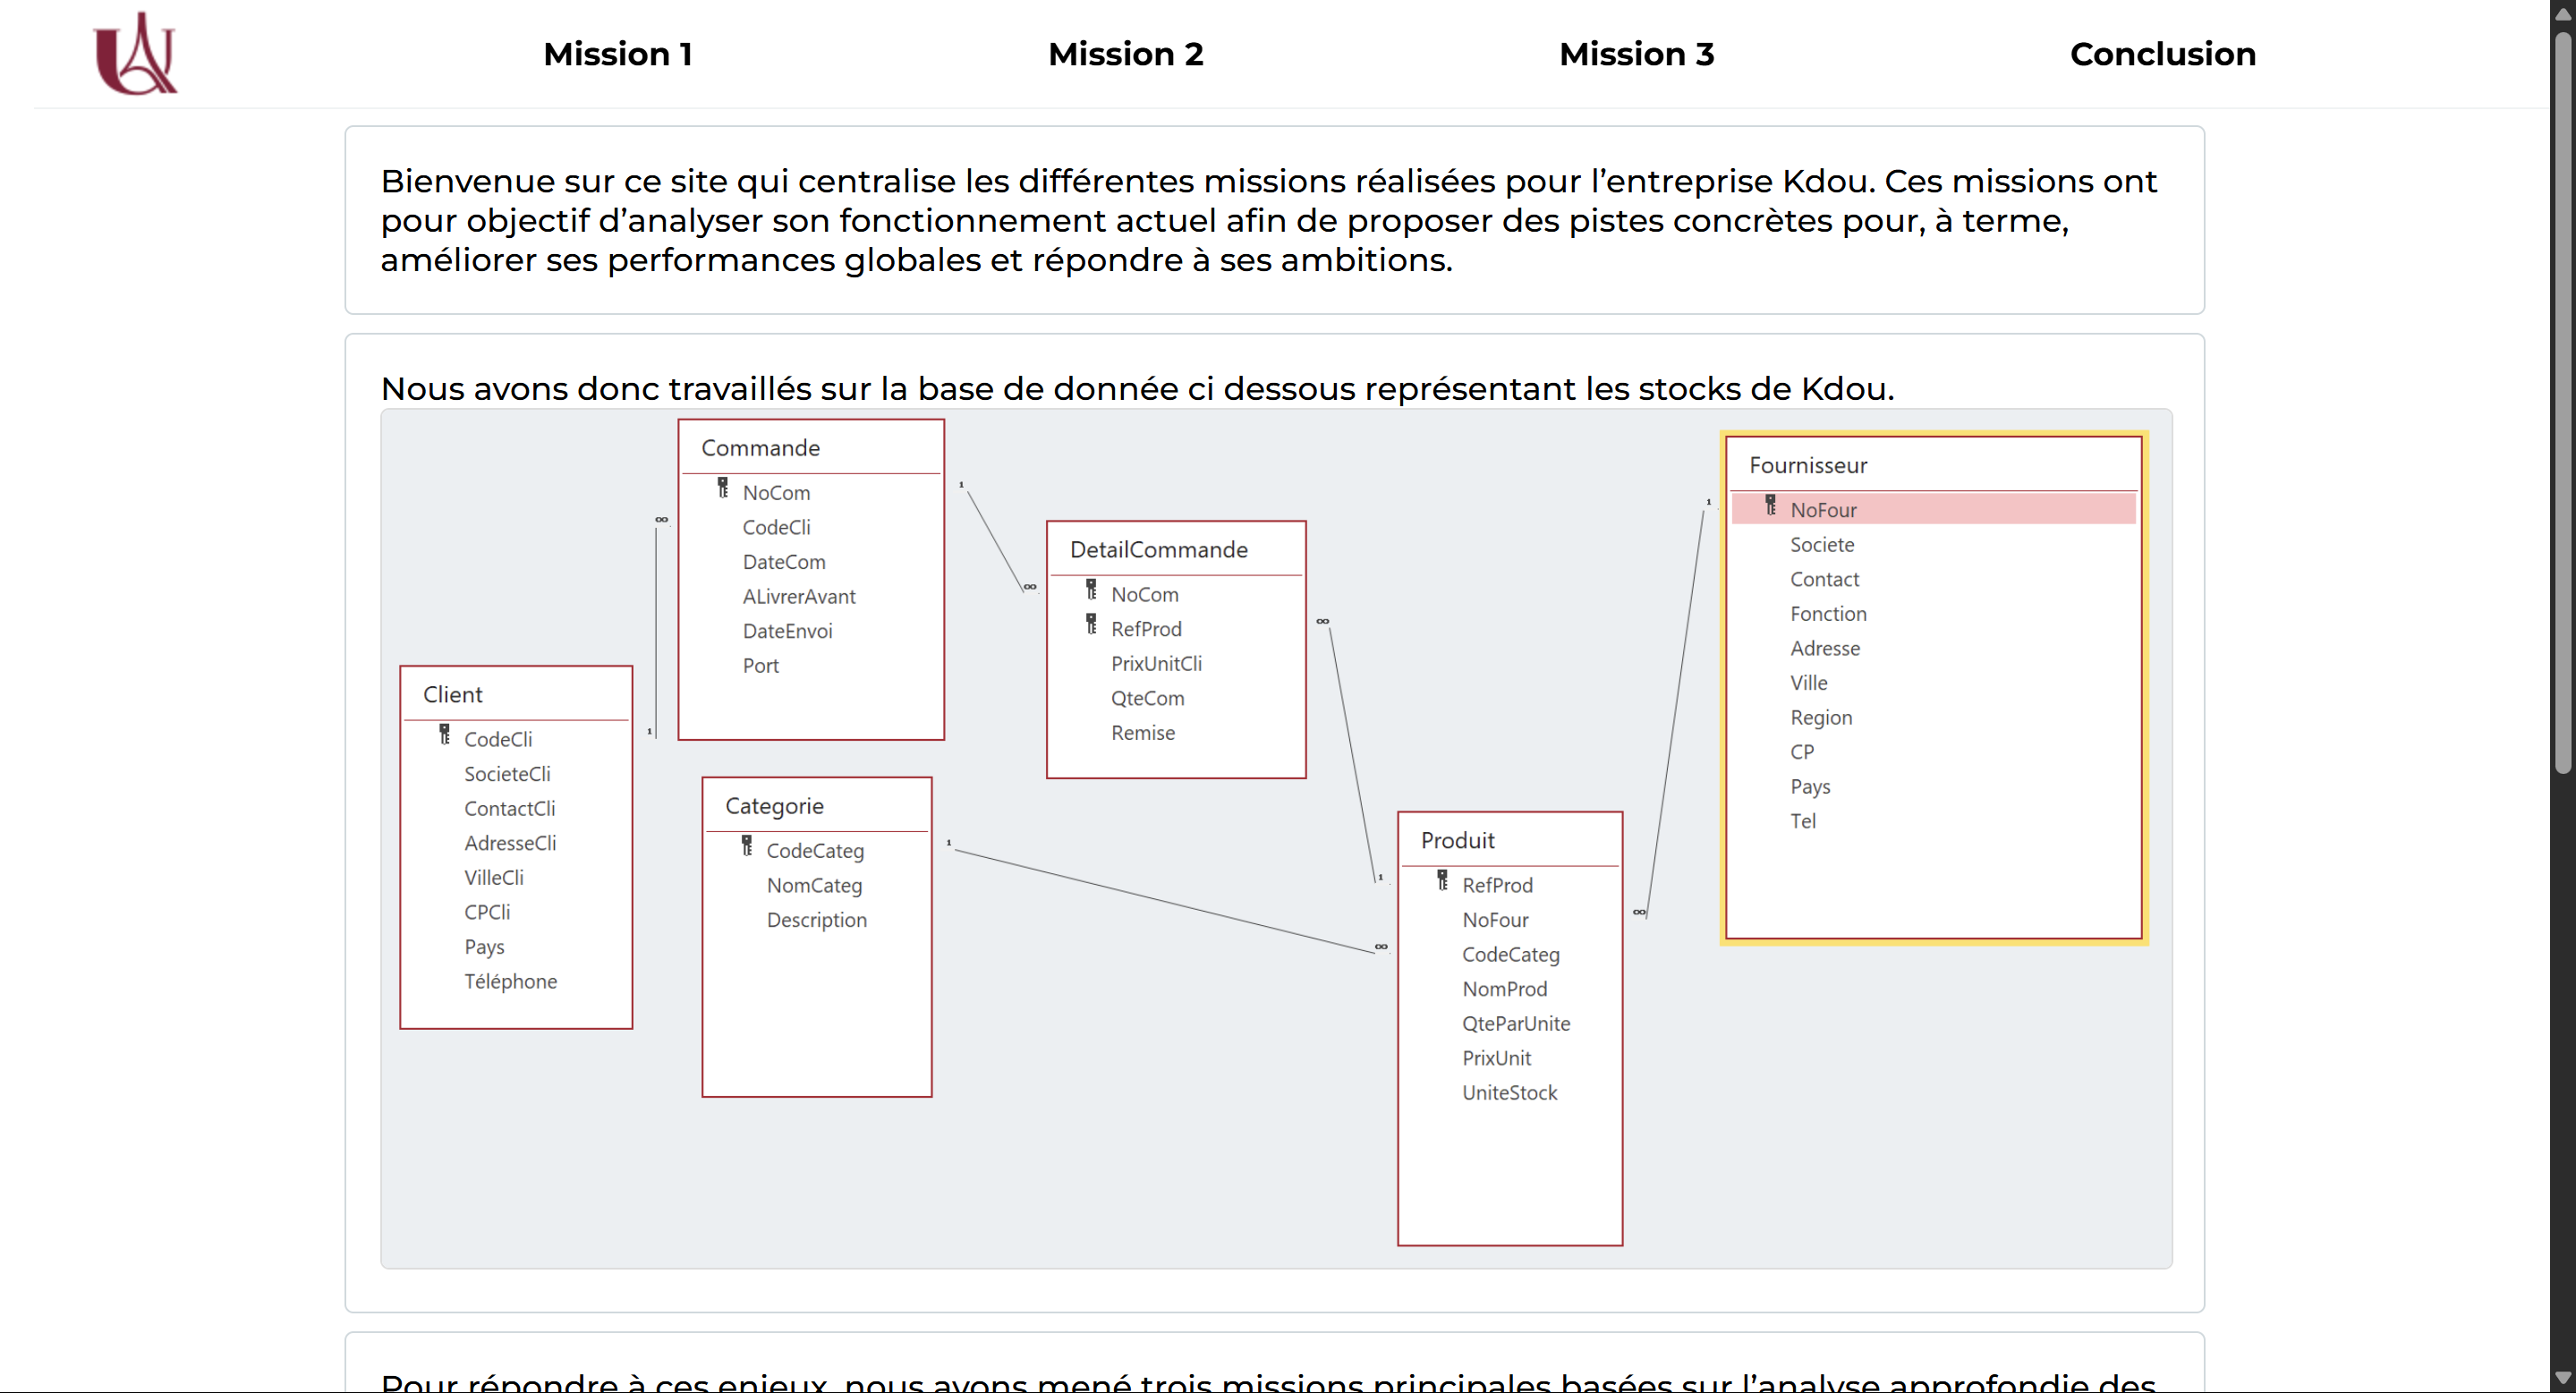 Mission 1
Mission 2
Mission 3
Conclusion
Bienvenue sur ce site qui centralise les différentes missions réalisées pour l’entreprise Kdou. Ces missions ont
pour objectif d’analyser son fonctionnement actuel afin de proposer des pistes concrètes pour, à terme,
améliorer ses performances globales et répondre à ses ambitions.
Nous avons donc travaillés sur la base de donnée ci dessous représentant les stocks de Kdou.
Client
CodeCli
SocieteCli
ContactCli
AdresseCli
VilleCli
CPCli
Pays
Téléphone
1
∞
Commande
NoCom
CodeCli
DateCom
ALivrerAvant
DateEnvoi
Port
1
∞
Categorie
CodeCateg
NomCateg
Description
1
∞
DetailCommande
NoCom
RefProd
PrixUnitCli
QteCom
Remise
∞
1
Produit
RefProd
NoFour
CodeCateg
NomProd
QteParUnite
PrixUnit
UniteStock
∞
1
Fournisseur
NoFour
Societe
Contact
Fonction
Adresse
Ville
Region
CP
Pays
Tel
Pour répondre à ces enjeux, nous avons mené trois missions principales basées sur l’analyse approfondie des